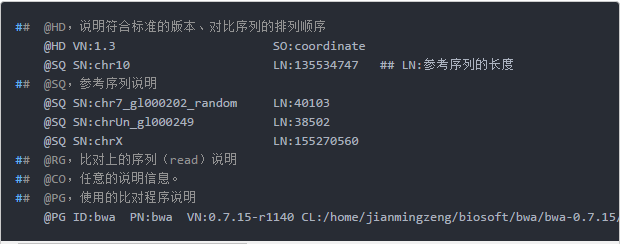 ## @HD，说明符合标准的版本、对比序列的排列顺序
@HD VN:1.3 SO:coordinate
@SQ SN:chr10 LN:135534747 ## LN:参考序列的长度
## @SQ，参考序列说明
@SQ SN:chr7_gl000202_random LN:40103
@SQ SN:chrUn_gl000249 LN:38502
@SQ SN:chrX LN:155270560
## @RG，比对上的序列（read）说明
## @CO，任意的说明信息。
## @PG，使用的比对程序说明
@PG ID:bwa PN:bwa VN:0.7.15-r1140 CL:/home/jianmingzeng/biosoft/bwa/bwa-0.7.15/